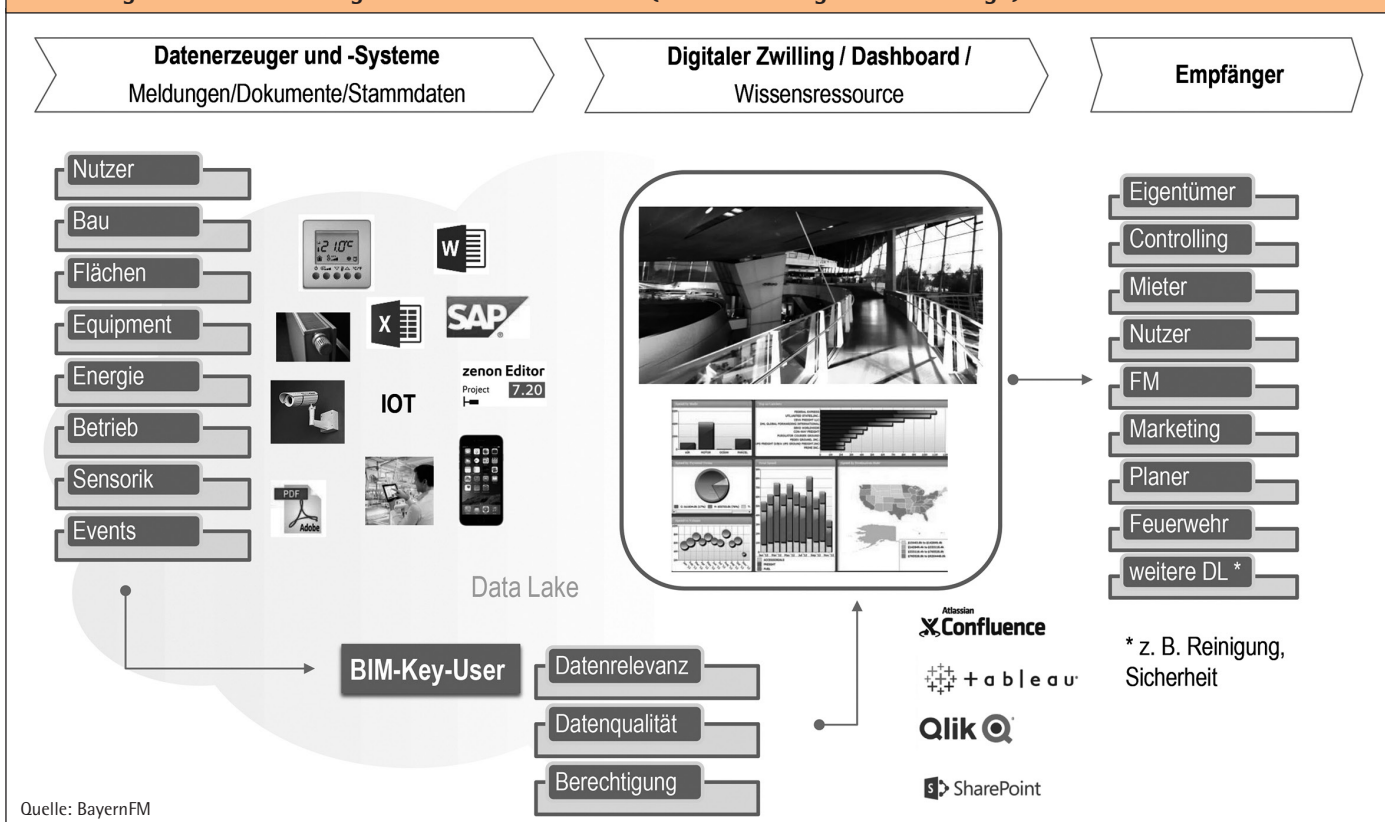 Datenerzeuger und -Systeme
Meldungen/Dokumente/Stammdaten
Digitaler Zwilling / Dashboard /
Wissensressource
Empfänger
Nutzer
Bau
Flächen
Equipment
Energie
Betrieb
Sensorik
Events
21.0°C
W
X
SAP
®
zenon Editor
Project 7.20
IOT
PDF
Adobe
Data Lake
BIM-Key-User
Datenrelevanz
Datenqualität
Berechtigung
Atlassian
Confluence
+ a b | e a u
Qlik
S SharePoint
Eigentümer
Controlling
Mieter
Nutzer
FM
Marketing
Planer
Feuerwehr
weitere DL *
* z. B. Reinigung,
Sicherheit
Quelle: BayernFM